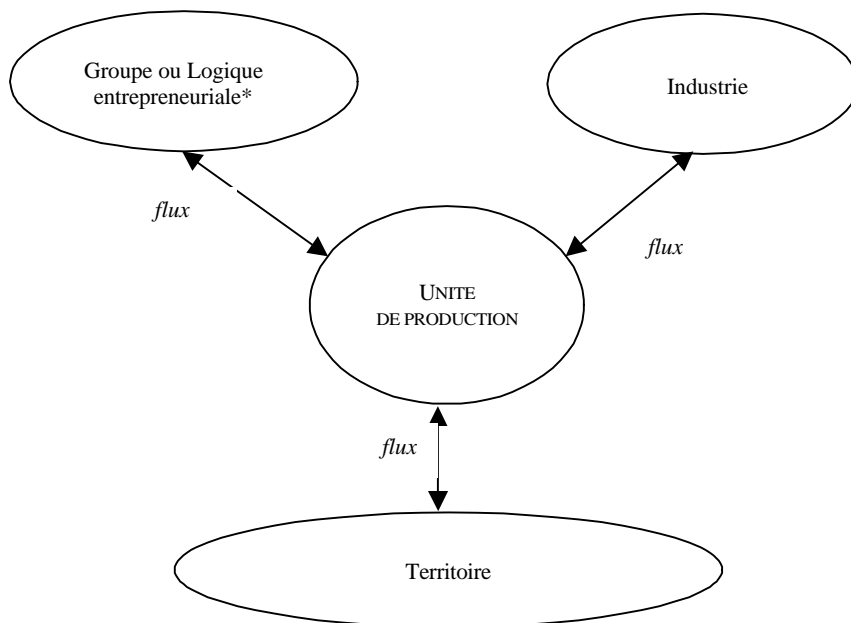 Groupe ou Logique
entrepreneuriale*
Industrie
flux
flux
UNITE
DE PRODUCTION
flux
Territoire